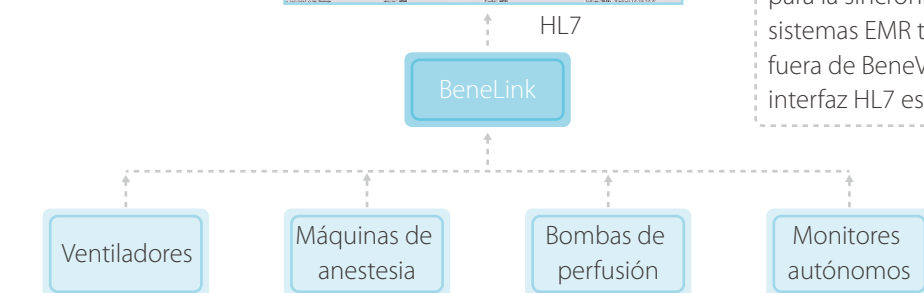 HL7
para la sincron
sistemas EMR t
fuera de BeneV
interfaz HL7 es
BeneLink
Ventiladores
Máquinas de
anestesia
Bombas de
perfusión
Monitores
autónomos